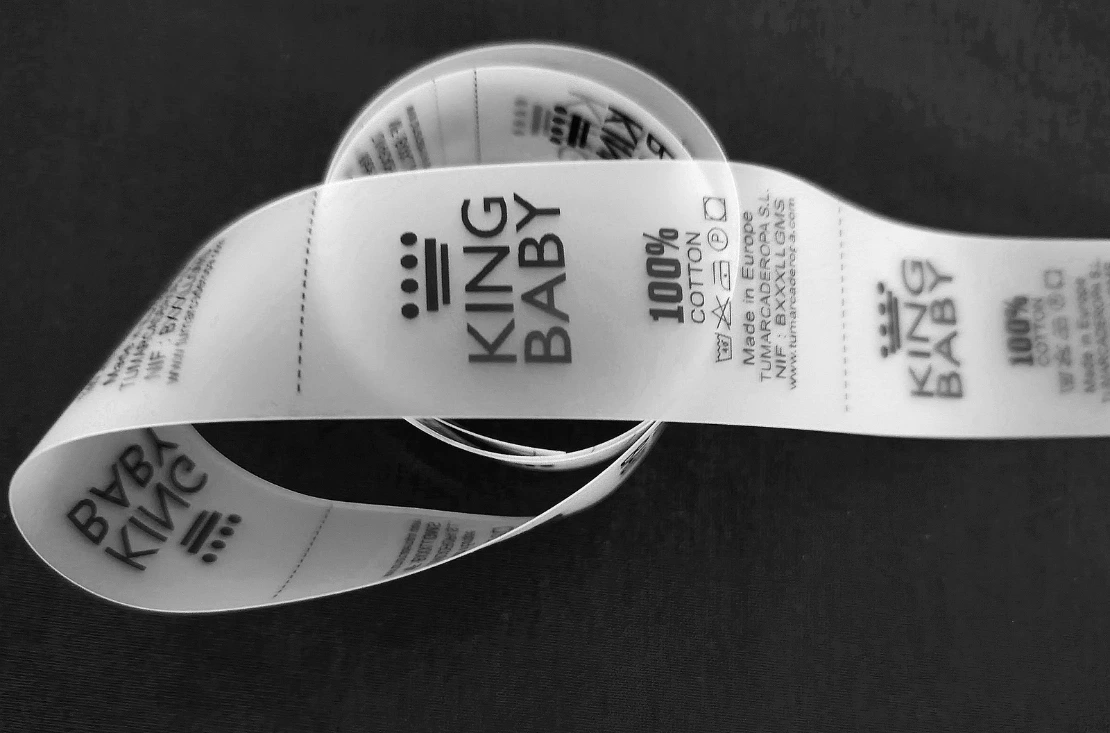 KING
BABY
100%
COTTON
40°
P
Made in Europe
TUMARCADEROPA S.L.
NIF : BXXXLLGMS
www.tumarcaderopa.com
KING
BABY
100%
COTTON
Made in Europe
KING
BABY